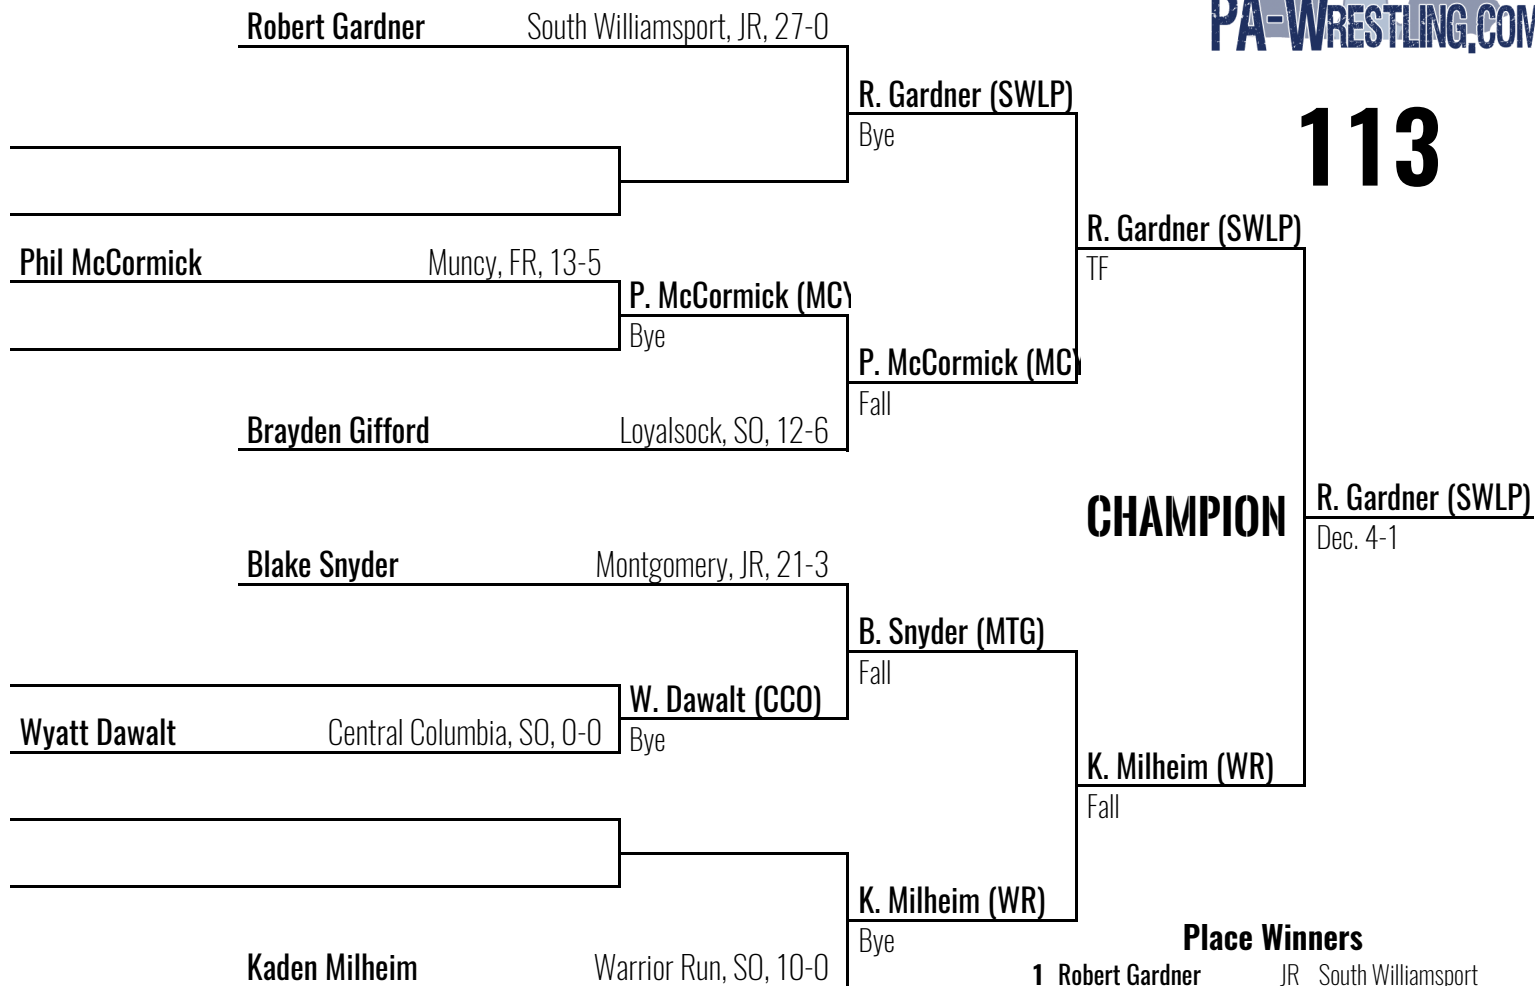 PA-WRESTLING.COM
113
Robert Gardner South Williamsport, JR, 27-0
R. Gardner (SWLP)
Bye
R. Gardner (SWLP)
TF
Phil McCormick Muncy, FR, 13-5
P. McCormick (MCY
Bye
P. McCormick (MCY
Fall
Brayden Gifford Loyalsock, SO, 12-6
CHAMPION
R. Gardner (SWLP)
Dec. 4-1
Blake Snyder Montgomery, JR, 21-3
B. Snyder (MTG)
Fall
W. Dawalt (CCO)
Bye
Wyatt Dawalt Central Columbia, SO, 0-0
K. Milheim (WR)
Fall
K. Milheim (WR)
Bye
Kaden Milheim Warrior Run, SO, 10-0
Place Winners
1 Robert Gardner JR South Williamsport